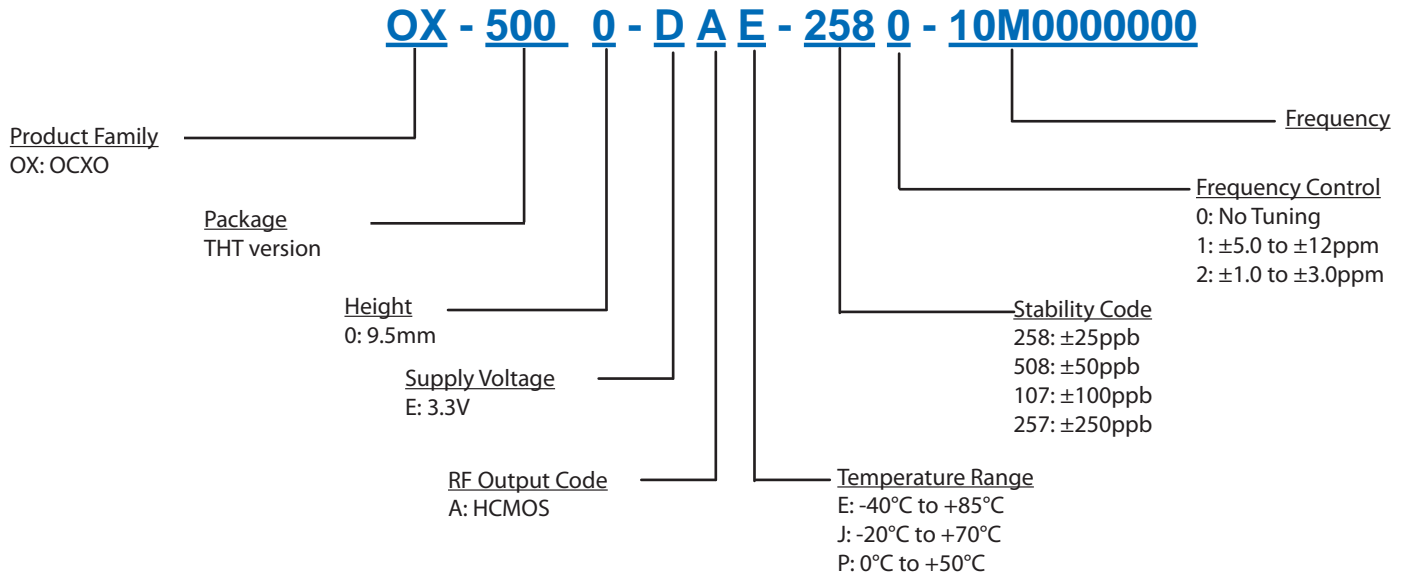 OX - 500 0 - D A E - 258 0 - 10M0000000
Frequency
Product Family
OX: OCXO
Frequency Control
0: No Tuning
1: ±5.0 to ±12ppm
2: ±1.0 to ±3.0ppm
Package
THT version
Height
0: 9.5mm
Stability Code
258: ±25ppb
508: ±50ppb
107: ±100ppb
257: ±250ppb
Supply Voltage
E: 3.3V
RF Output Code
A: HCMOS
Temperature Range
E: -40°C to +85°C
J: -20°C to +70°C
P: 0°C to +50°C